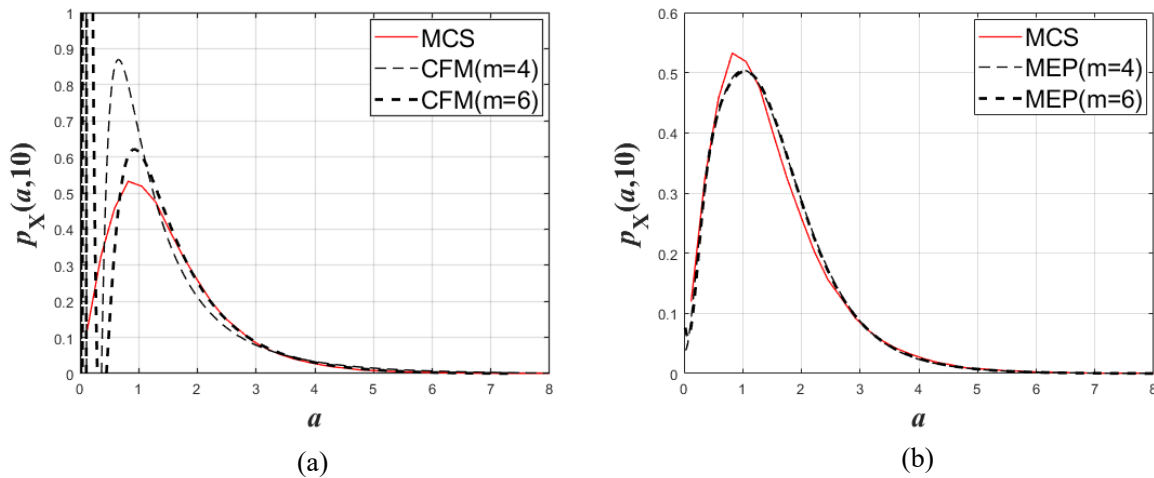 1
0.9
0.8
0.7
0.6
0.5
0.4
0.3
0.2
0.1
0
p_X(a,10)
MCS
CFM(m=4)
CFM(m=6)
0 1 2 3 4 5 6 7 8
a
(a)
0.6
0.5
0.4
0.3
0.2
0.1
0
p_X(a,10)
MCS
MEP(m=4)
MEP(m=6)
0 1 2 3 4 5 6 7 8
a
(b)